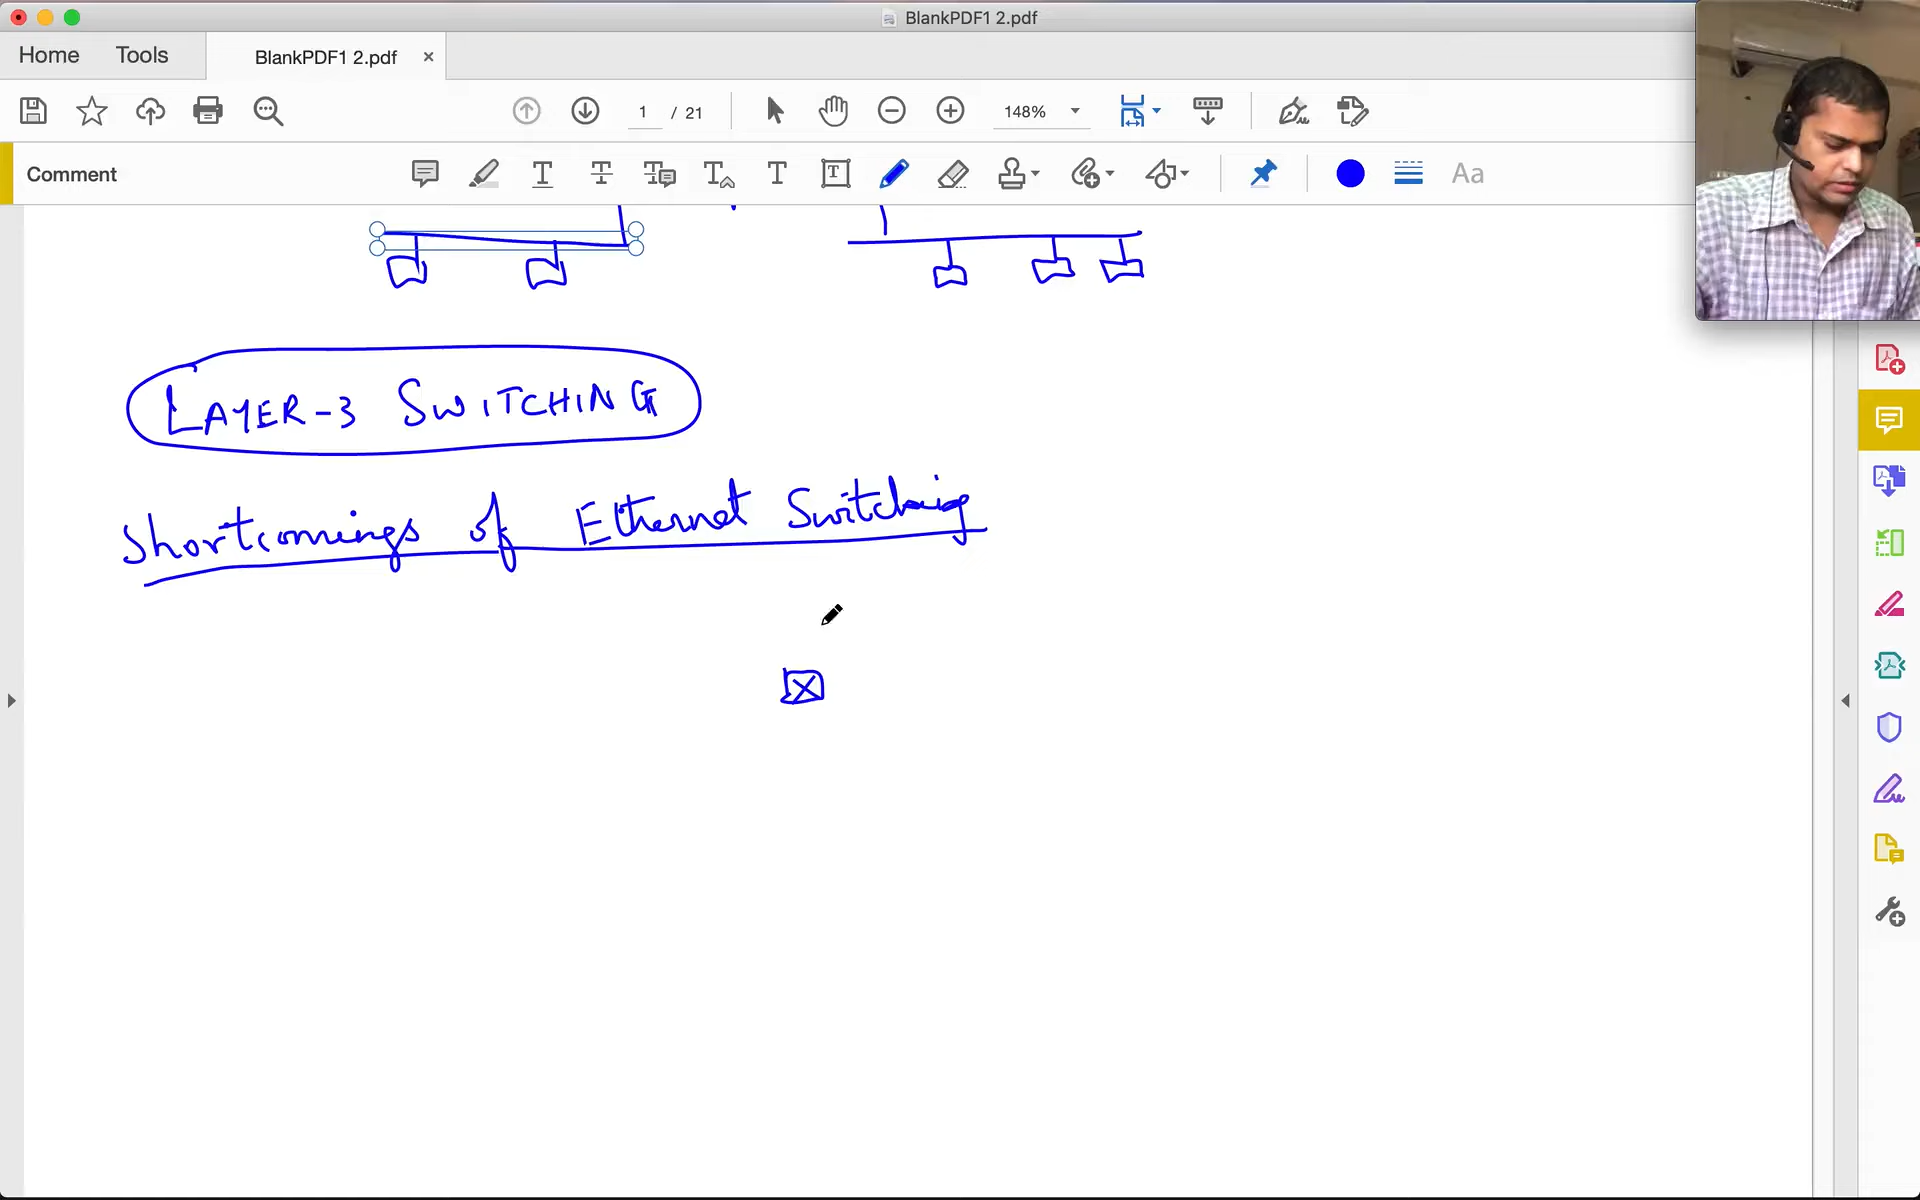 BlankPDF1 2.pdf
Home Tools BlankPDF1 2.pdf ×
1 / 21 148%
Comment Aa
LAYER-3 SWITCHING
Shortcomings of Ethernet Switching